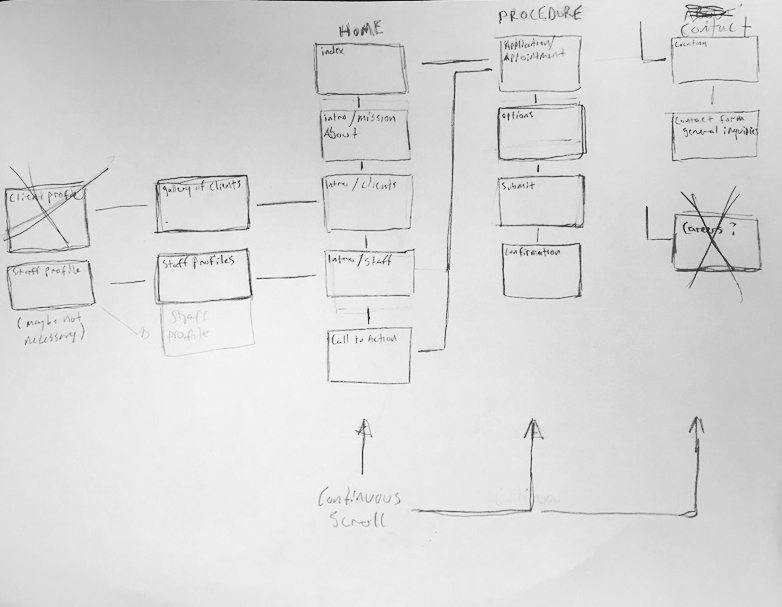 HOME
index
intro/mission
About
Intro/clients
Intro/staff
Call to Action
PROCEDURE
Application/
Appointment
options
Submit
Confirmation
Contact
Location
Contact form
general inquiries
Careers?
Client profile
gallery of clients
Staff profile
(maybe not
necessary)
Staff profiles
Staff
profile
Continuous
Scroll